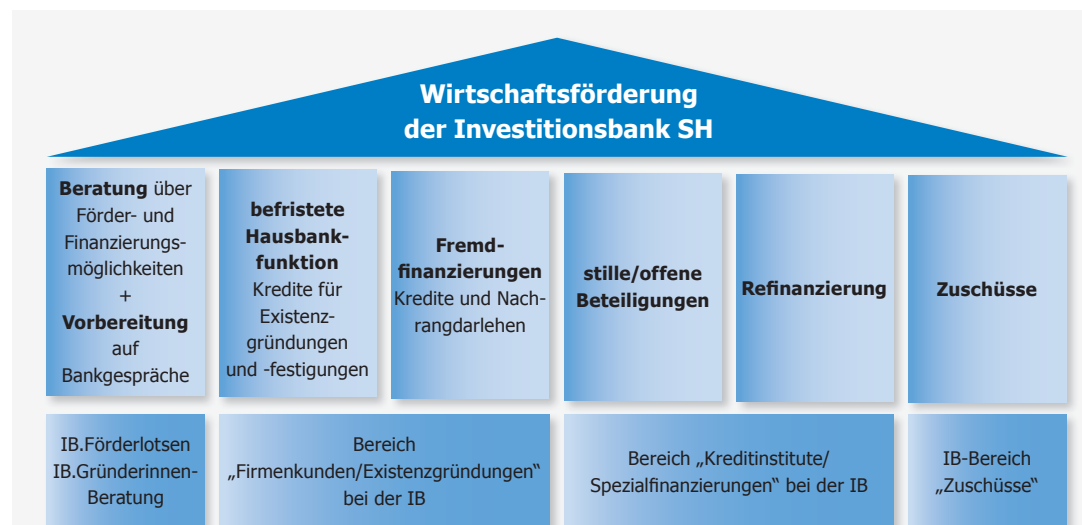 Wirtschaftsförderung
der Investitionsbank SH
Beratung über
Förder- und
Finanzierungs-
möglichkeiten
+
Vorbereitung
auf
Bankgespräche
befristete
Hausbank-
funktion
Kredite für
Existenz-
gründungen
und -festigungen
Fremd-
finanzierungen
Kredite und Nach-
rangdarlehen
stille/offene
Beteiligungen
Refinanzierung
Zuschüsse
IB.Förderlotsen
IB.Gründerinnen-
Beratung
Bereich
„Firmenkunden/Existenzgründungen“
bei der IB
Bereich „Kreditinstitute/
Spezialfinanzierungen“ bei der IB
IB-Bereich
„Zuschüsse“